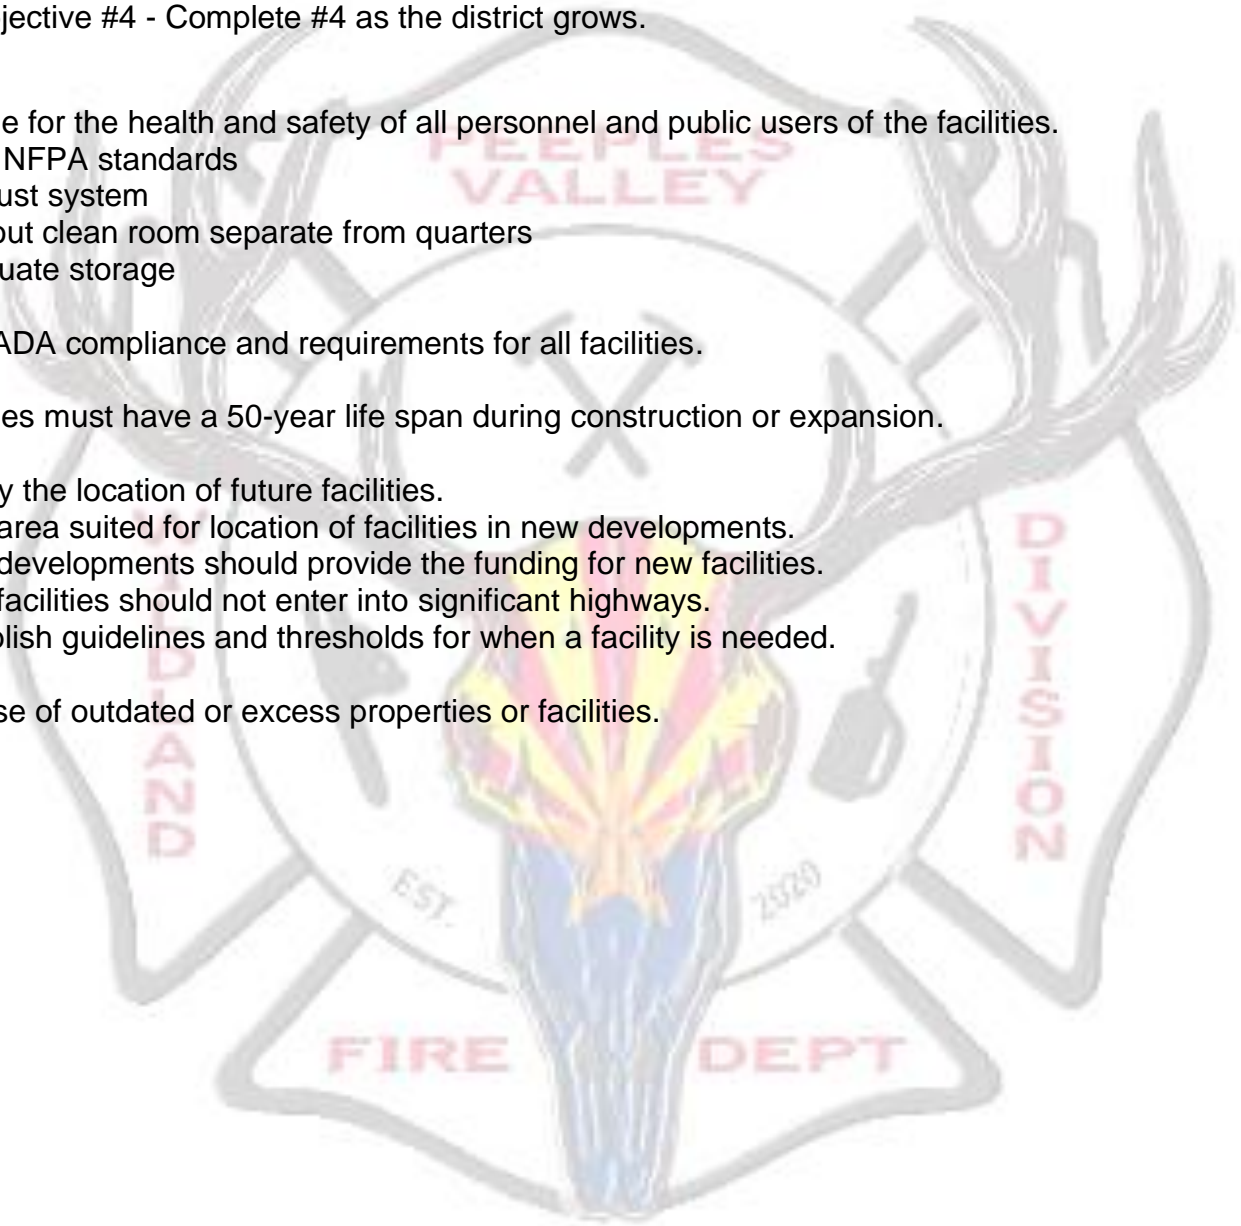 jective #4 - Complete #4 as the district grows.
e for the health and safety of all personnel and public users of the facilities.
NFPA standards
ust system
out clean room separate from quarters
uate storage
ADA compliance and requirements for all facilities.
es must have a 50-year life span during construction or expansion.
y the location of future facilities.
area suited for location of facilities in new developments.
developments should provide the funding for new facilities.
facilities should not enter into significant highways.
lish guidelines and thresholds for when a facility is needed.
se of outdated or excess properties or facilities.
PEEPLES
VALLEY
WILDLAND
DIVISION
EST.
2020
FIRE DEPT